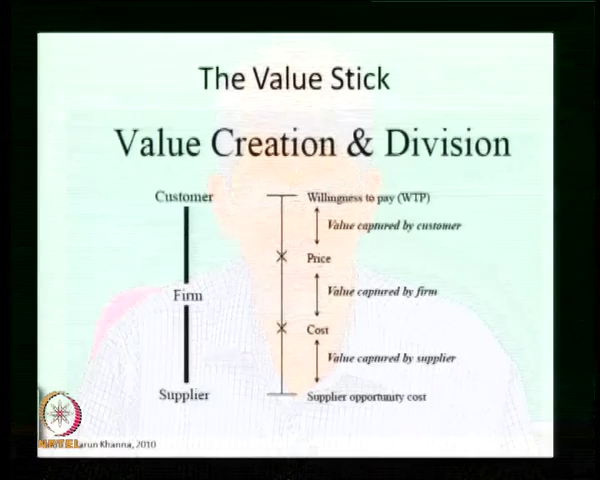 The Value Stick
Value Creation & Division
Customer
Willingness to pay (WTP)
Value captured by customer
Price
Firm
Value captured by firm
Cost
Value captured by supplier
Supplier
Supplier opportunity cost
NPTEL
arun Khanna, 2010